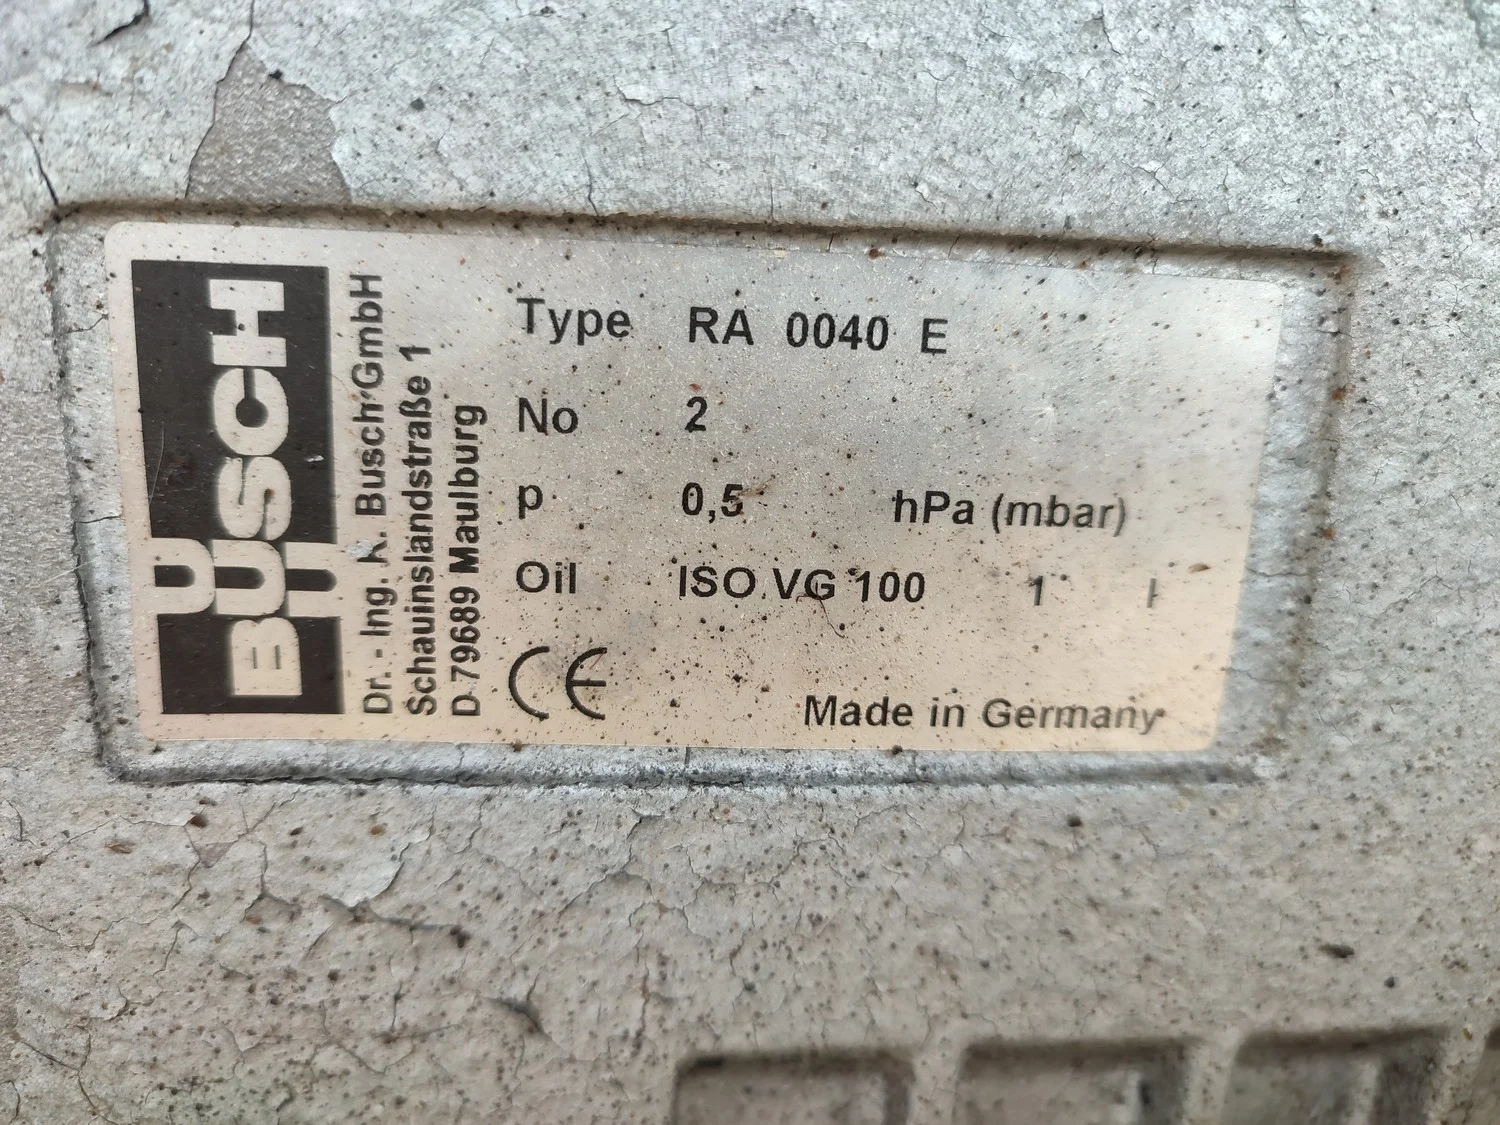 BUSCH
Dr. - Ing. K. Busch GmbH
Schauinslandstraße 1
D 79689 Maulburg
Type RA 0040 E
No 2
p 0,5 hPa (mbar)
Oil ISO VG 100 1 l
CE
Made in Germany